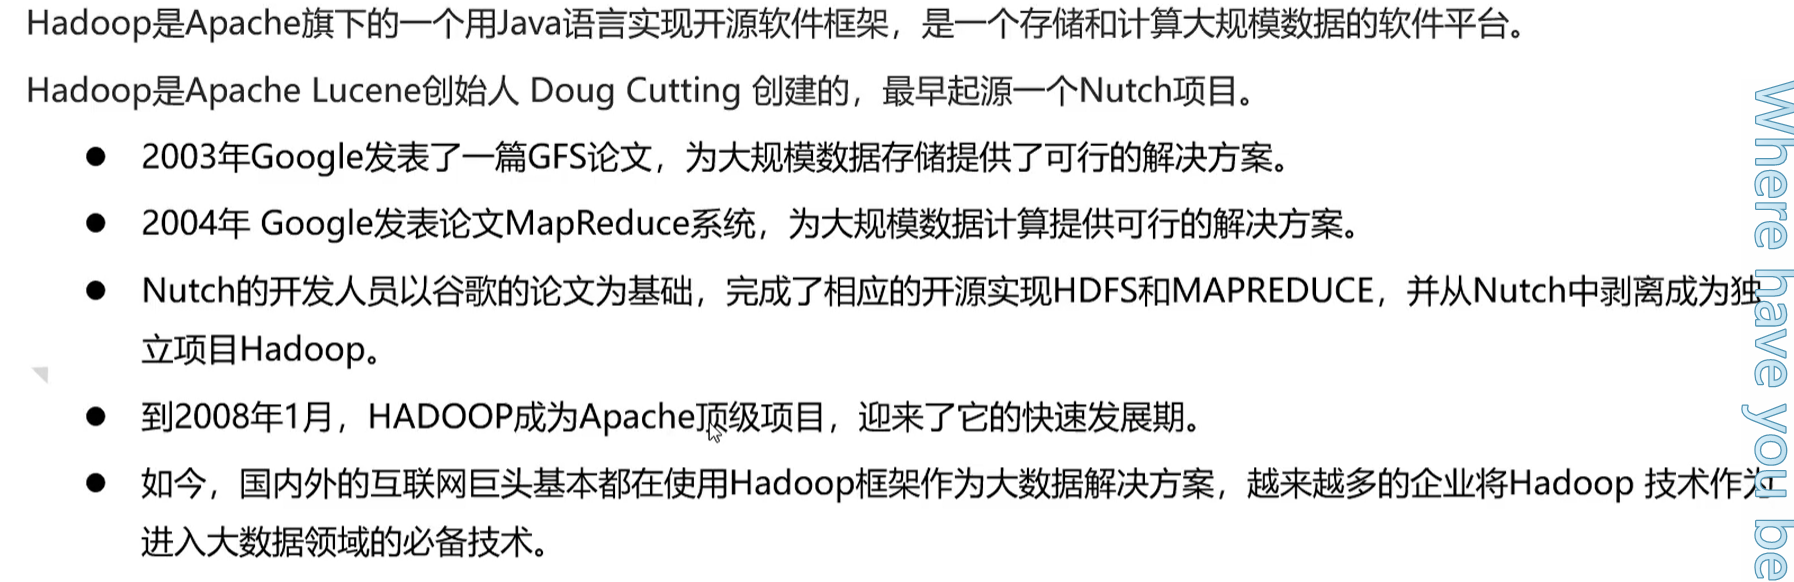 Hadoop是Apache旗下的一个用Java语言实现开源软件框架，是一个存储和计算大规模数据的软件平台。
Hadoop是Apache Lucene创始人 Doug Cutting 创建的，最早起源一个Nutch项目。
● 2003年Google发表了一篇GFS论文，为大规模数据存储提供了可行的解决方案。
● 2004年 Google发表论文MapReduce系统，为大规模数据计算提供可行的解决方案。
● Nutch的开发人员以谷歌的论文为基础，完成了相应的开源实现HDFS和MAPREDUCE，并从Nutch中剥离成为独
立项目Hadoop。
● 到2008年1月，HADOOP成为Apache顶级项目，迎来了它的快速发展期。
● 如今，国内外的互联网巨头基本都在使用Hadoop框架作为大数据解决方案，越来越多的企业将Hadoop 技术作为
进入大数据领域的必备技术。
Where have you be